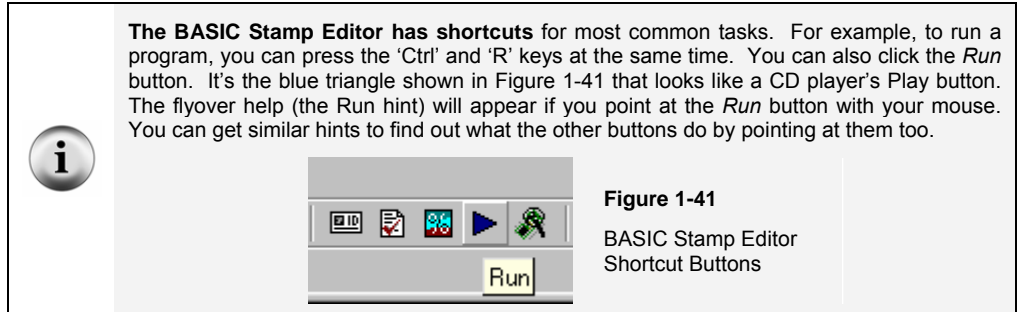 The BASIC Stamp Editor has shortcuts for most common tasks. For example, to run a
program, you can press the ‘Ctrl’ and ‘R’ keys at the same time. You can also click the Run
button. It’s the blue triangle shown in Figure 1-41 that looks like a CD player’s Play button.
The flyover help (the Run hint) will appear if you point at the Run button with your mouse.
You can get similar hints to find out what the other buttons do by pointing at them too.
i
ID
Run
Figure 1-41
BASIC Stamp Editor
Shortcut Buttons